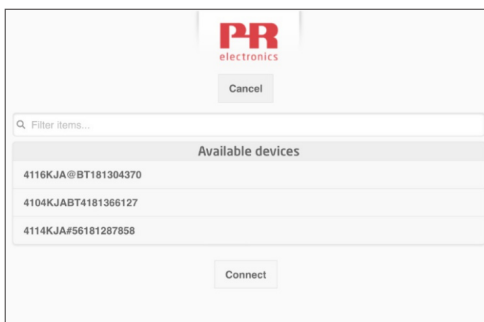 PR
electronics
Cancel
Filter items...
Available devices
4116KJA@BT181304370
4104KJABT4181366127
4114KJA#56181287858
Connect